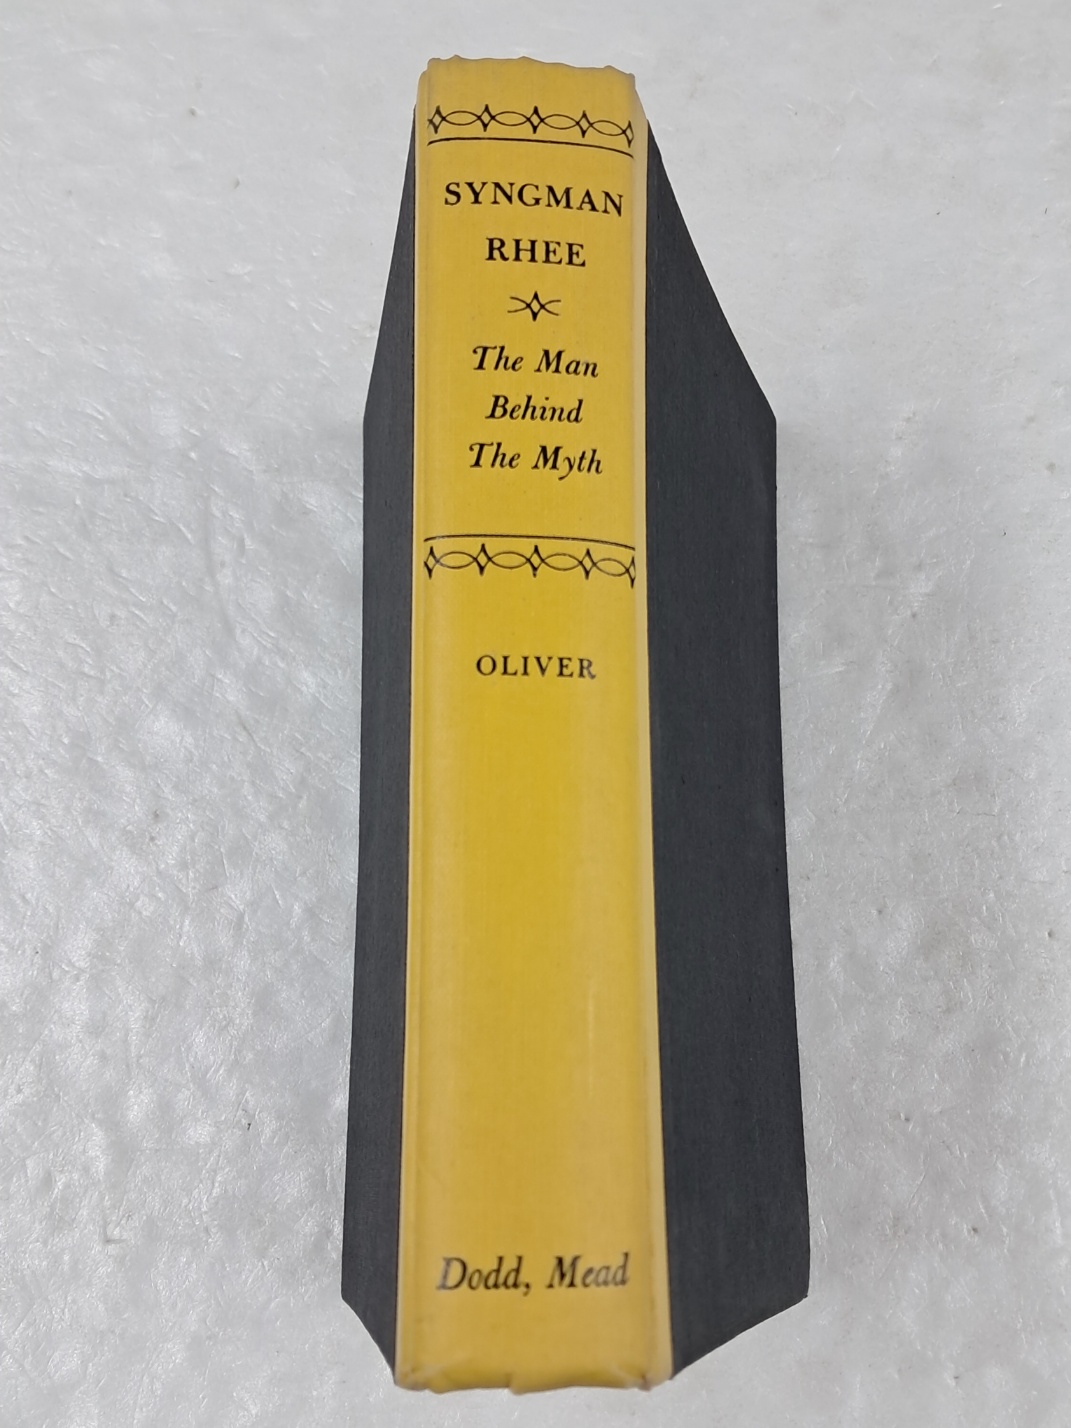 SYNGMAN
RHEE
The Man
Behind
The Myth
OLIVER
Dodd, Mead